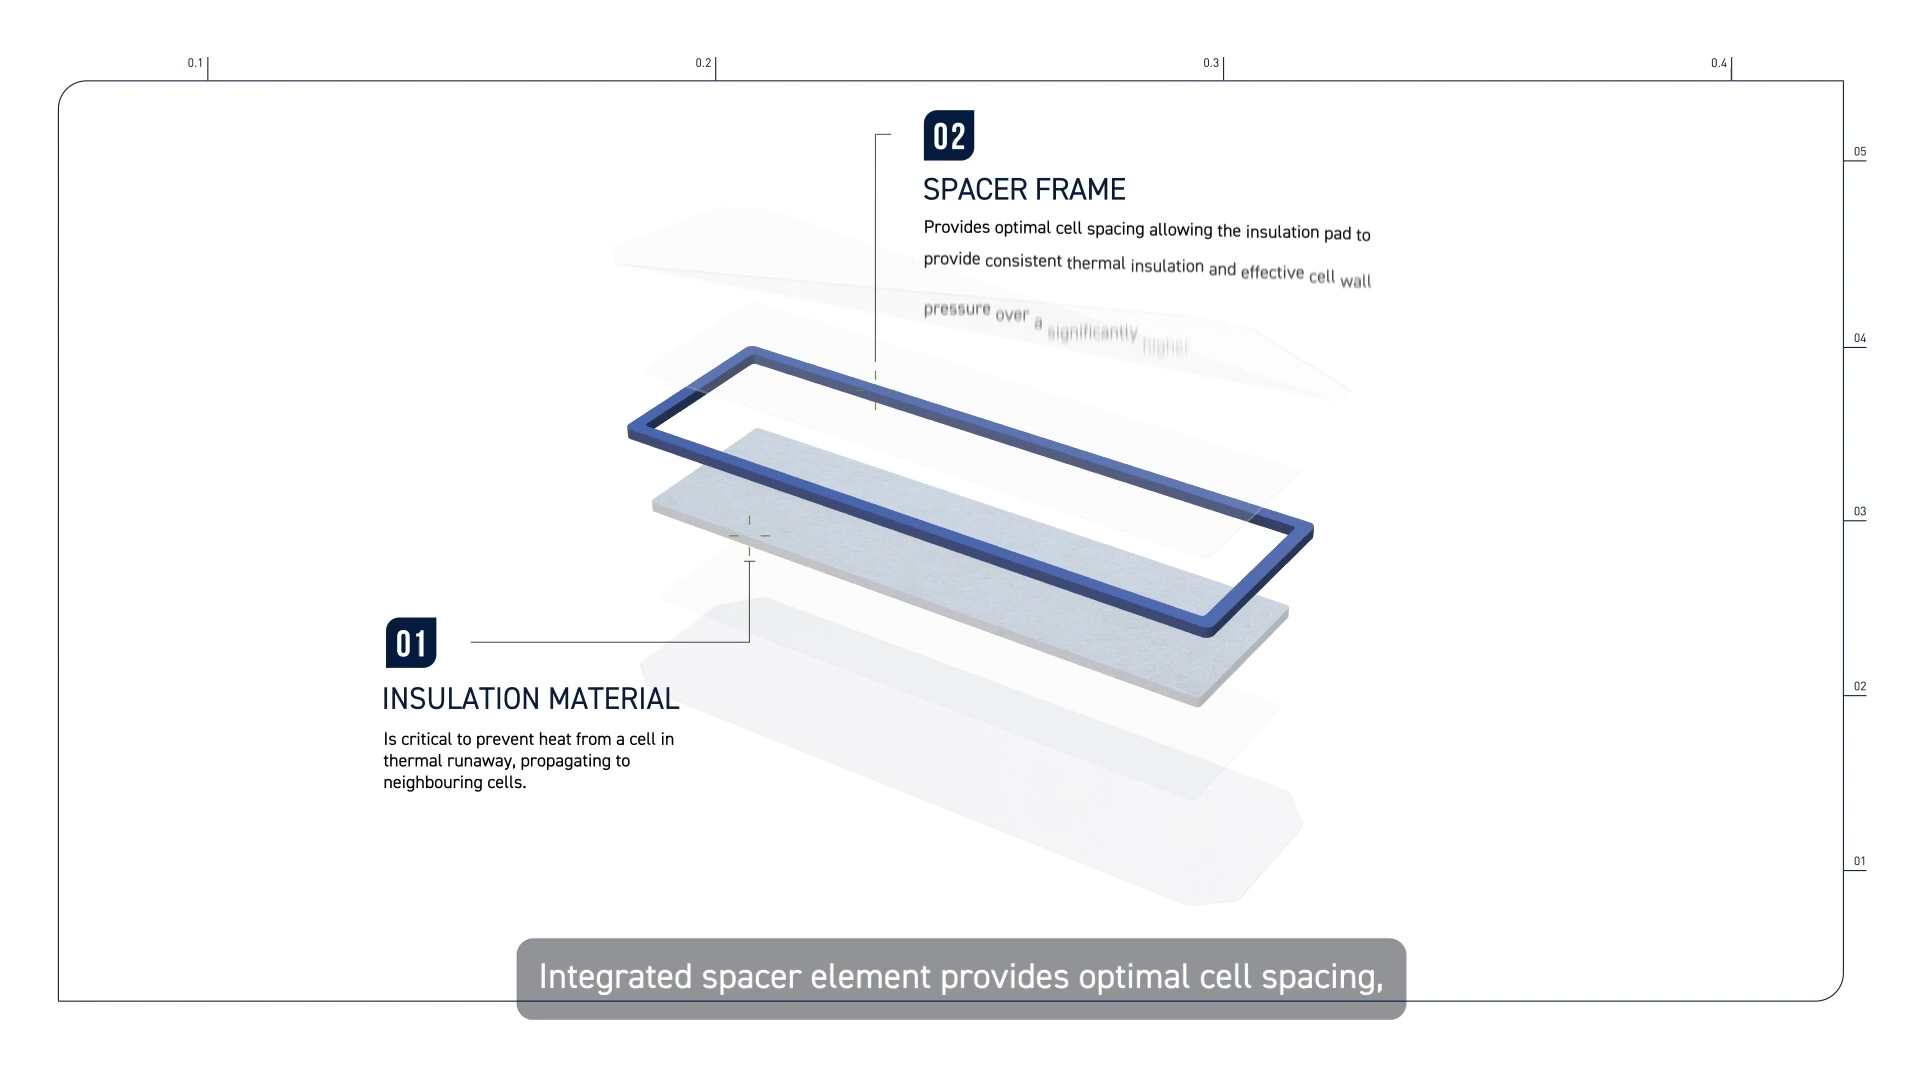 0.1 0.2 0.3 0.4
02
SPACER FRAME
Provides optimal cell spacing allowing the insulation pad to
provide consistent thermal insulation and effective cell wall
pressure over a significantly higher
05
04
03
02
01
01
INSULATION MATERIAL
Is critical to prevent heat from a cell in
thermal runaway, propagating to
neighbouring cells.
Integrated spacer element provides optimal cell spacing,